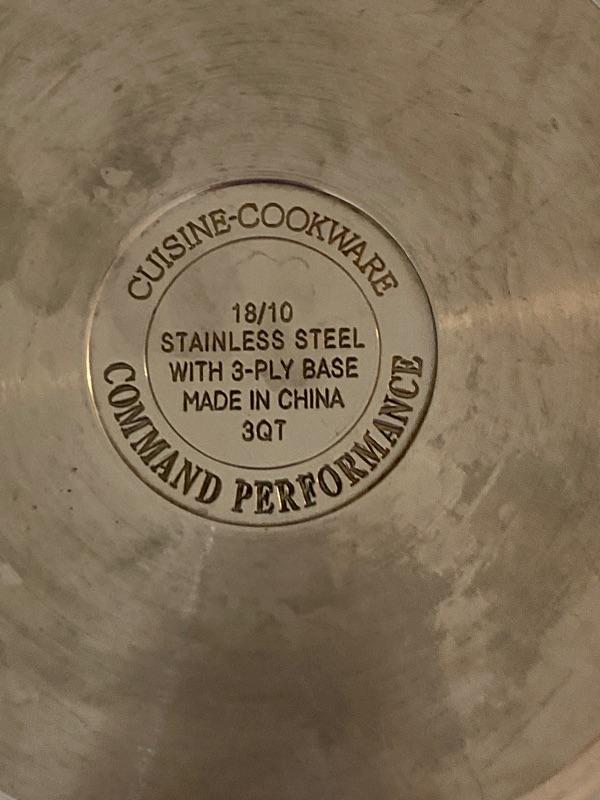 CUISINE-COOKWARE
18/10
STAINLESS STEEL
WITH 3-PLY BASE
MADE IN CHINA
3QT
COMMAND PERFORMANCE